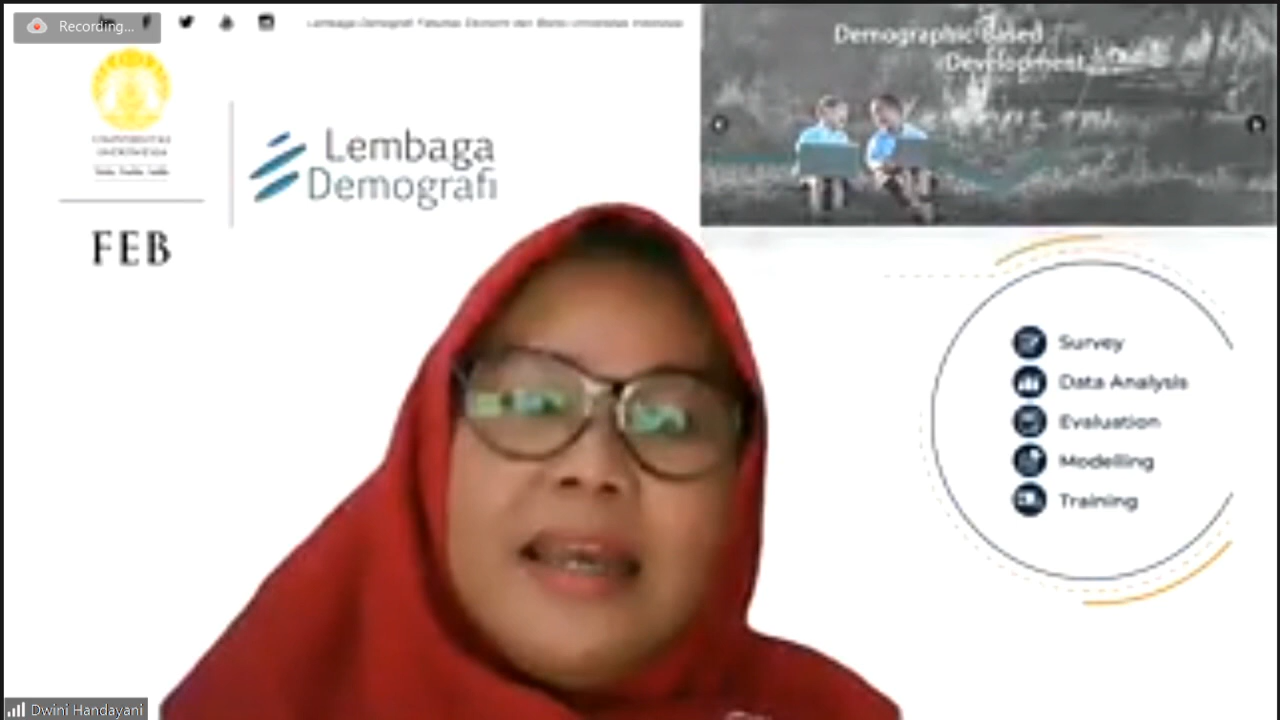 Recording...
Lembaga Demografi Fakultas Ekonomi dan Bisnis Universitas Indonesia
Demographic Based
Development
UNIVERSITAS
INDONESIA
Lembaga
Demografi
FEB
Survey
Data Analysis
Evaluation
Modelling
Training
Dwini Handayani